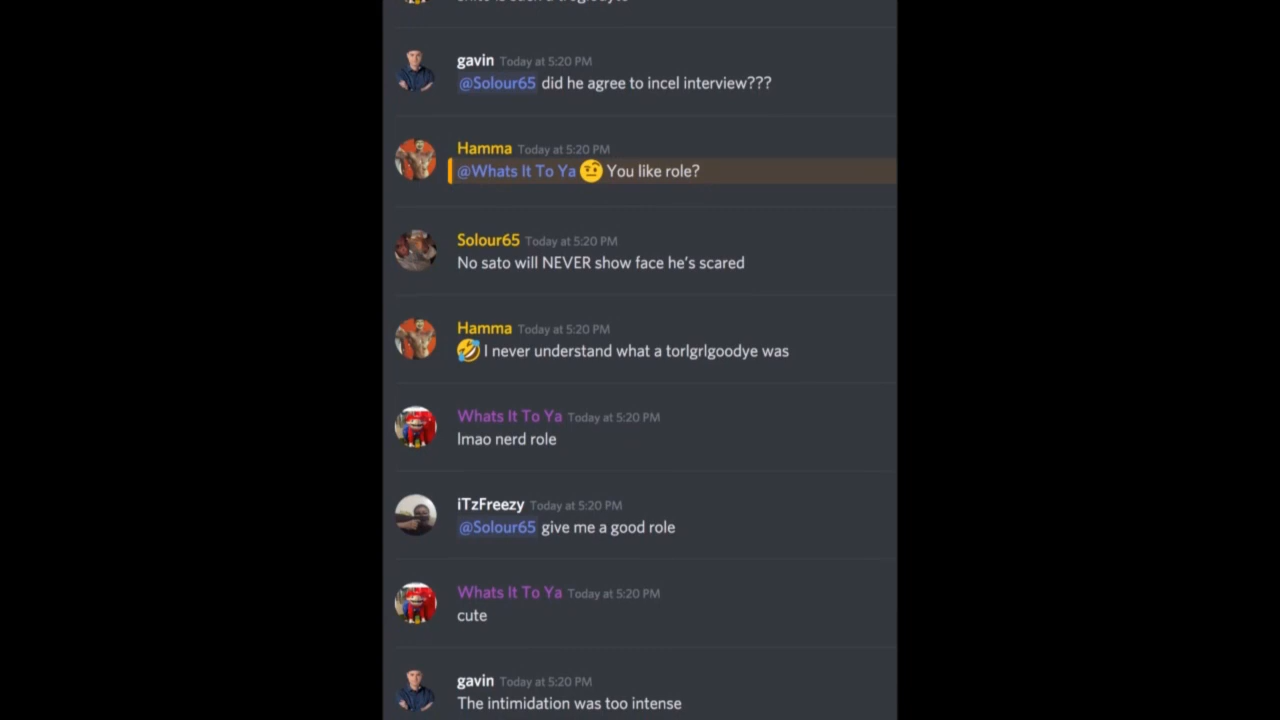 gavin Today at 5:20 PM
@Solour65 did he agree to incel interview???
Hamma Today at 5:20 PM
@Whats It To Ya 🤨 You like role?
Solour65 Today at 5:20 PM
No sato will NEVER show face he's scared
Hamma Today at 5:20 PM
🤣 I never understand what a torlgrlgoodye was
Whats It To Ya Today at 5:20 PM
lmao nerd role
iTzFreezy Today at 5:20 PM
@Solour65 give me a good role
Whats It To Ya Today at 5:20 PM
cute
gavin Today at 5:20 PM
The intimidation was too intense